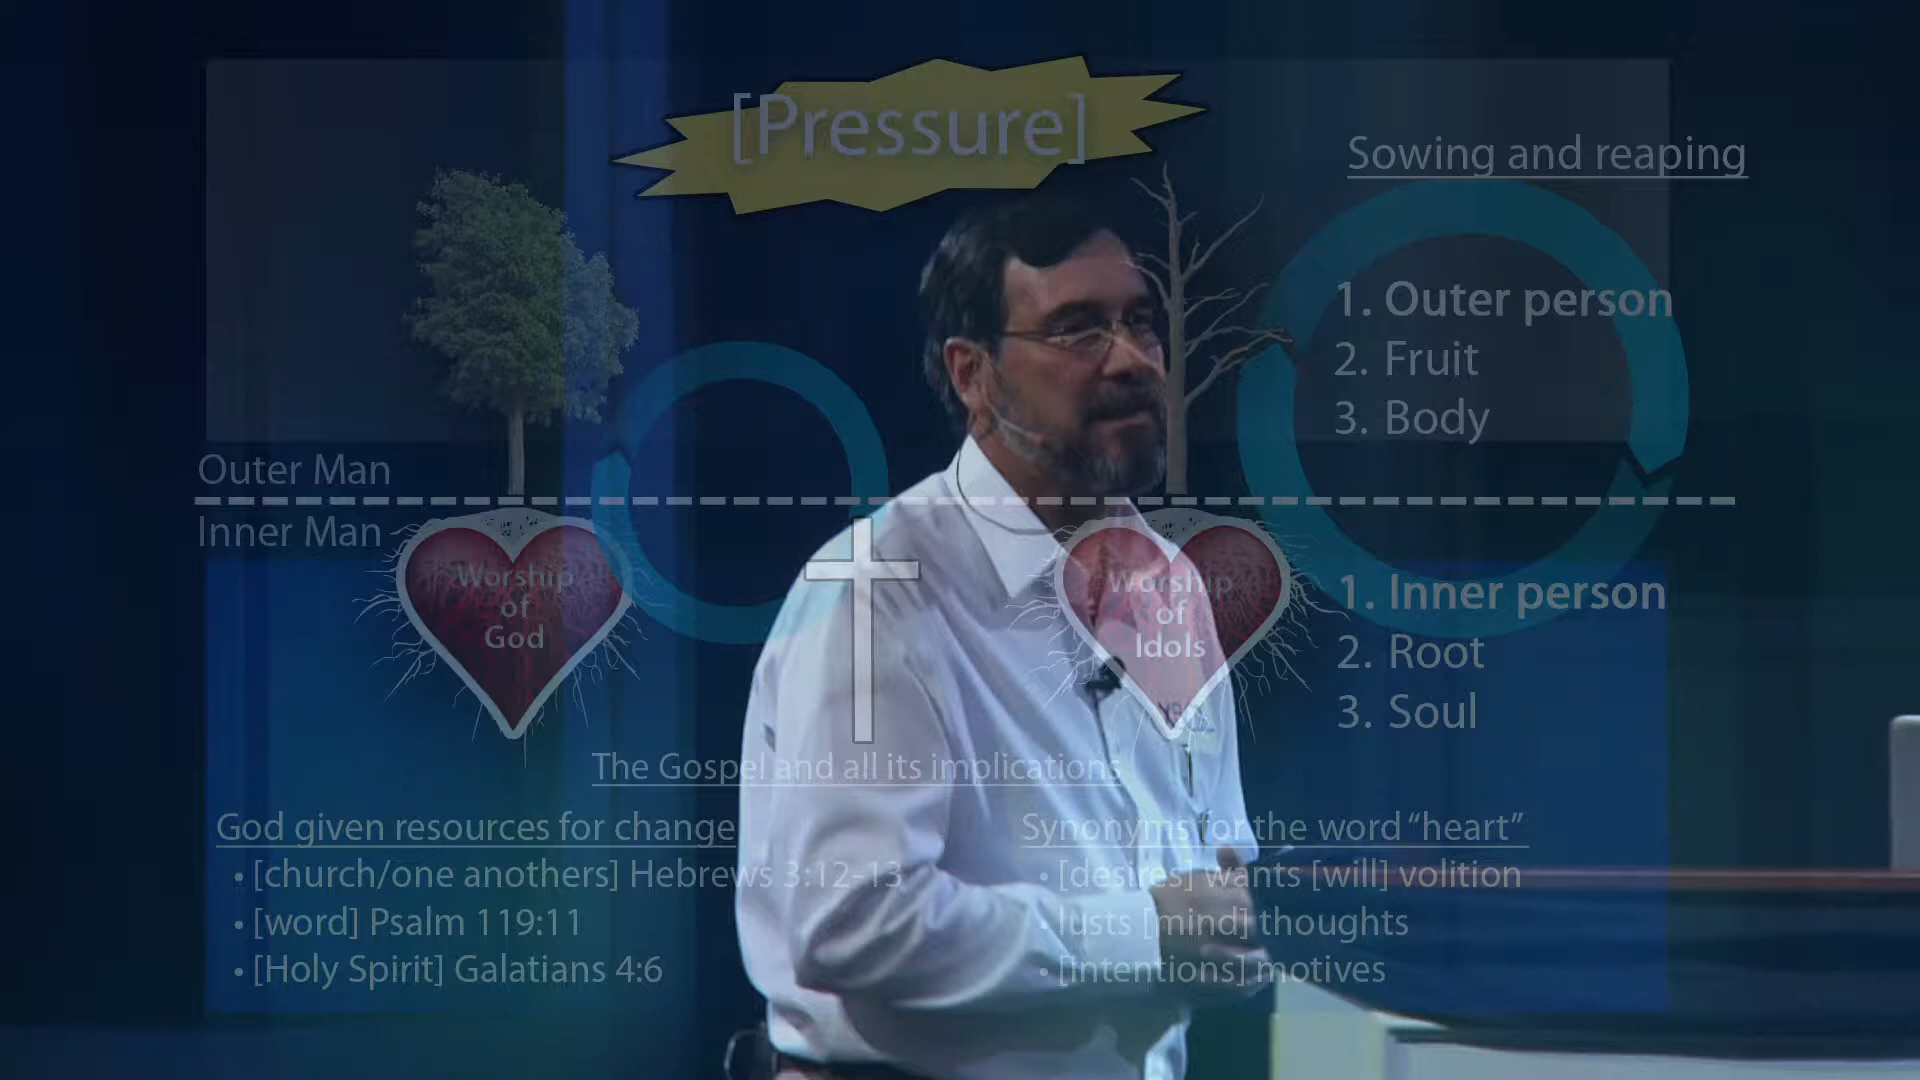 [Pressure]
Sowing and reaping
1. Outer person
2. Fruit
3. Body
Outer Man
Inner Man
Worship
of
God
Worship
of
Idols
1. Inner person
2. Root
3. Soul
The Gospel and all its implications
God given resources for change
• [church/one anothers] Hebrews 3:12-13
• [word] Psalm 119:11
• [Holy Spirit] Galatians 4:6
Synonyms for the word “heart”
• [desires] wants [will] volition
• lusts [mind] thoughts
• [intentions] motives